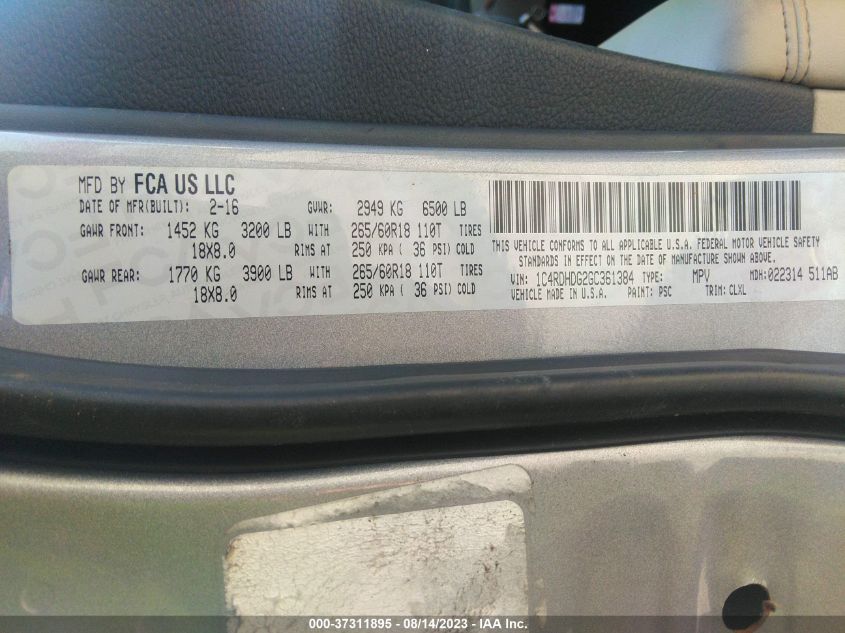 MFD BY FCA US LLC
DATE OF MFR(BUILT): 2-16 GVWR: 2949 KG 6500 LB
GAWR FRONT: 1452 KG 3200 LB WITH 265/60R18 110T TIRES
18X8.0 RIMS AT 250 KPA ( 36 PSI) COLD
GAWR REAR: 1770 KG 3900 LB WITH 265/60R18 110T TIRES
18X8.0 RIMS AT 250 KPA ( 36 PSI) COLD
THIS VEHICLE CONFORMS TO ALL APPLICABLE U.S.A. FEDERAL MOTOR VEHICLE SAFETY
STANDARDS IN EFFECT ON THE DATE OF MANUFACTURE SHOWN ABOVE.
VIN: 1C4RDHDG2GC361384 TYPE: MPV MDH: 022314 511AB
VEHICLE MADE IN U.S.A. PAINT: PSC TRIM: CLXL
000-37311895 - 08/14/2023 - Copyright © IAA, Inc.